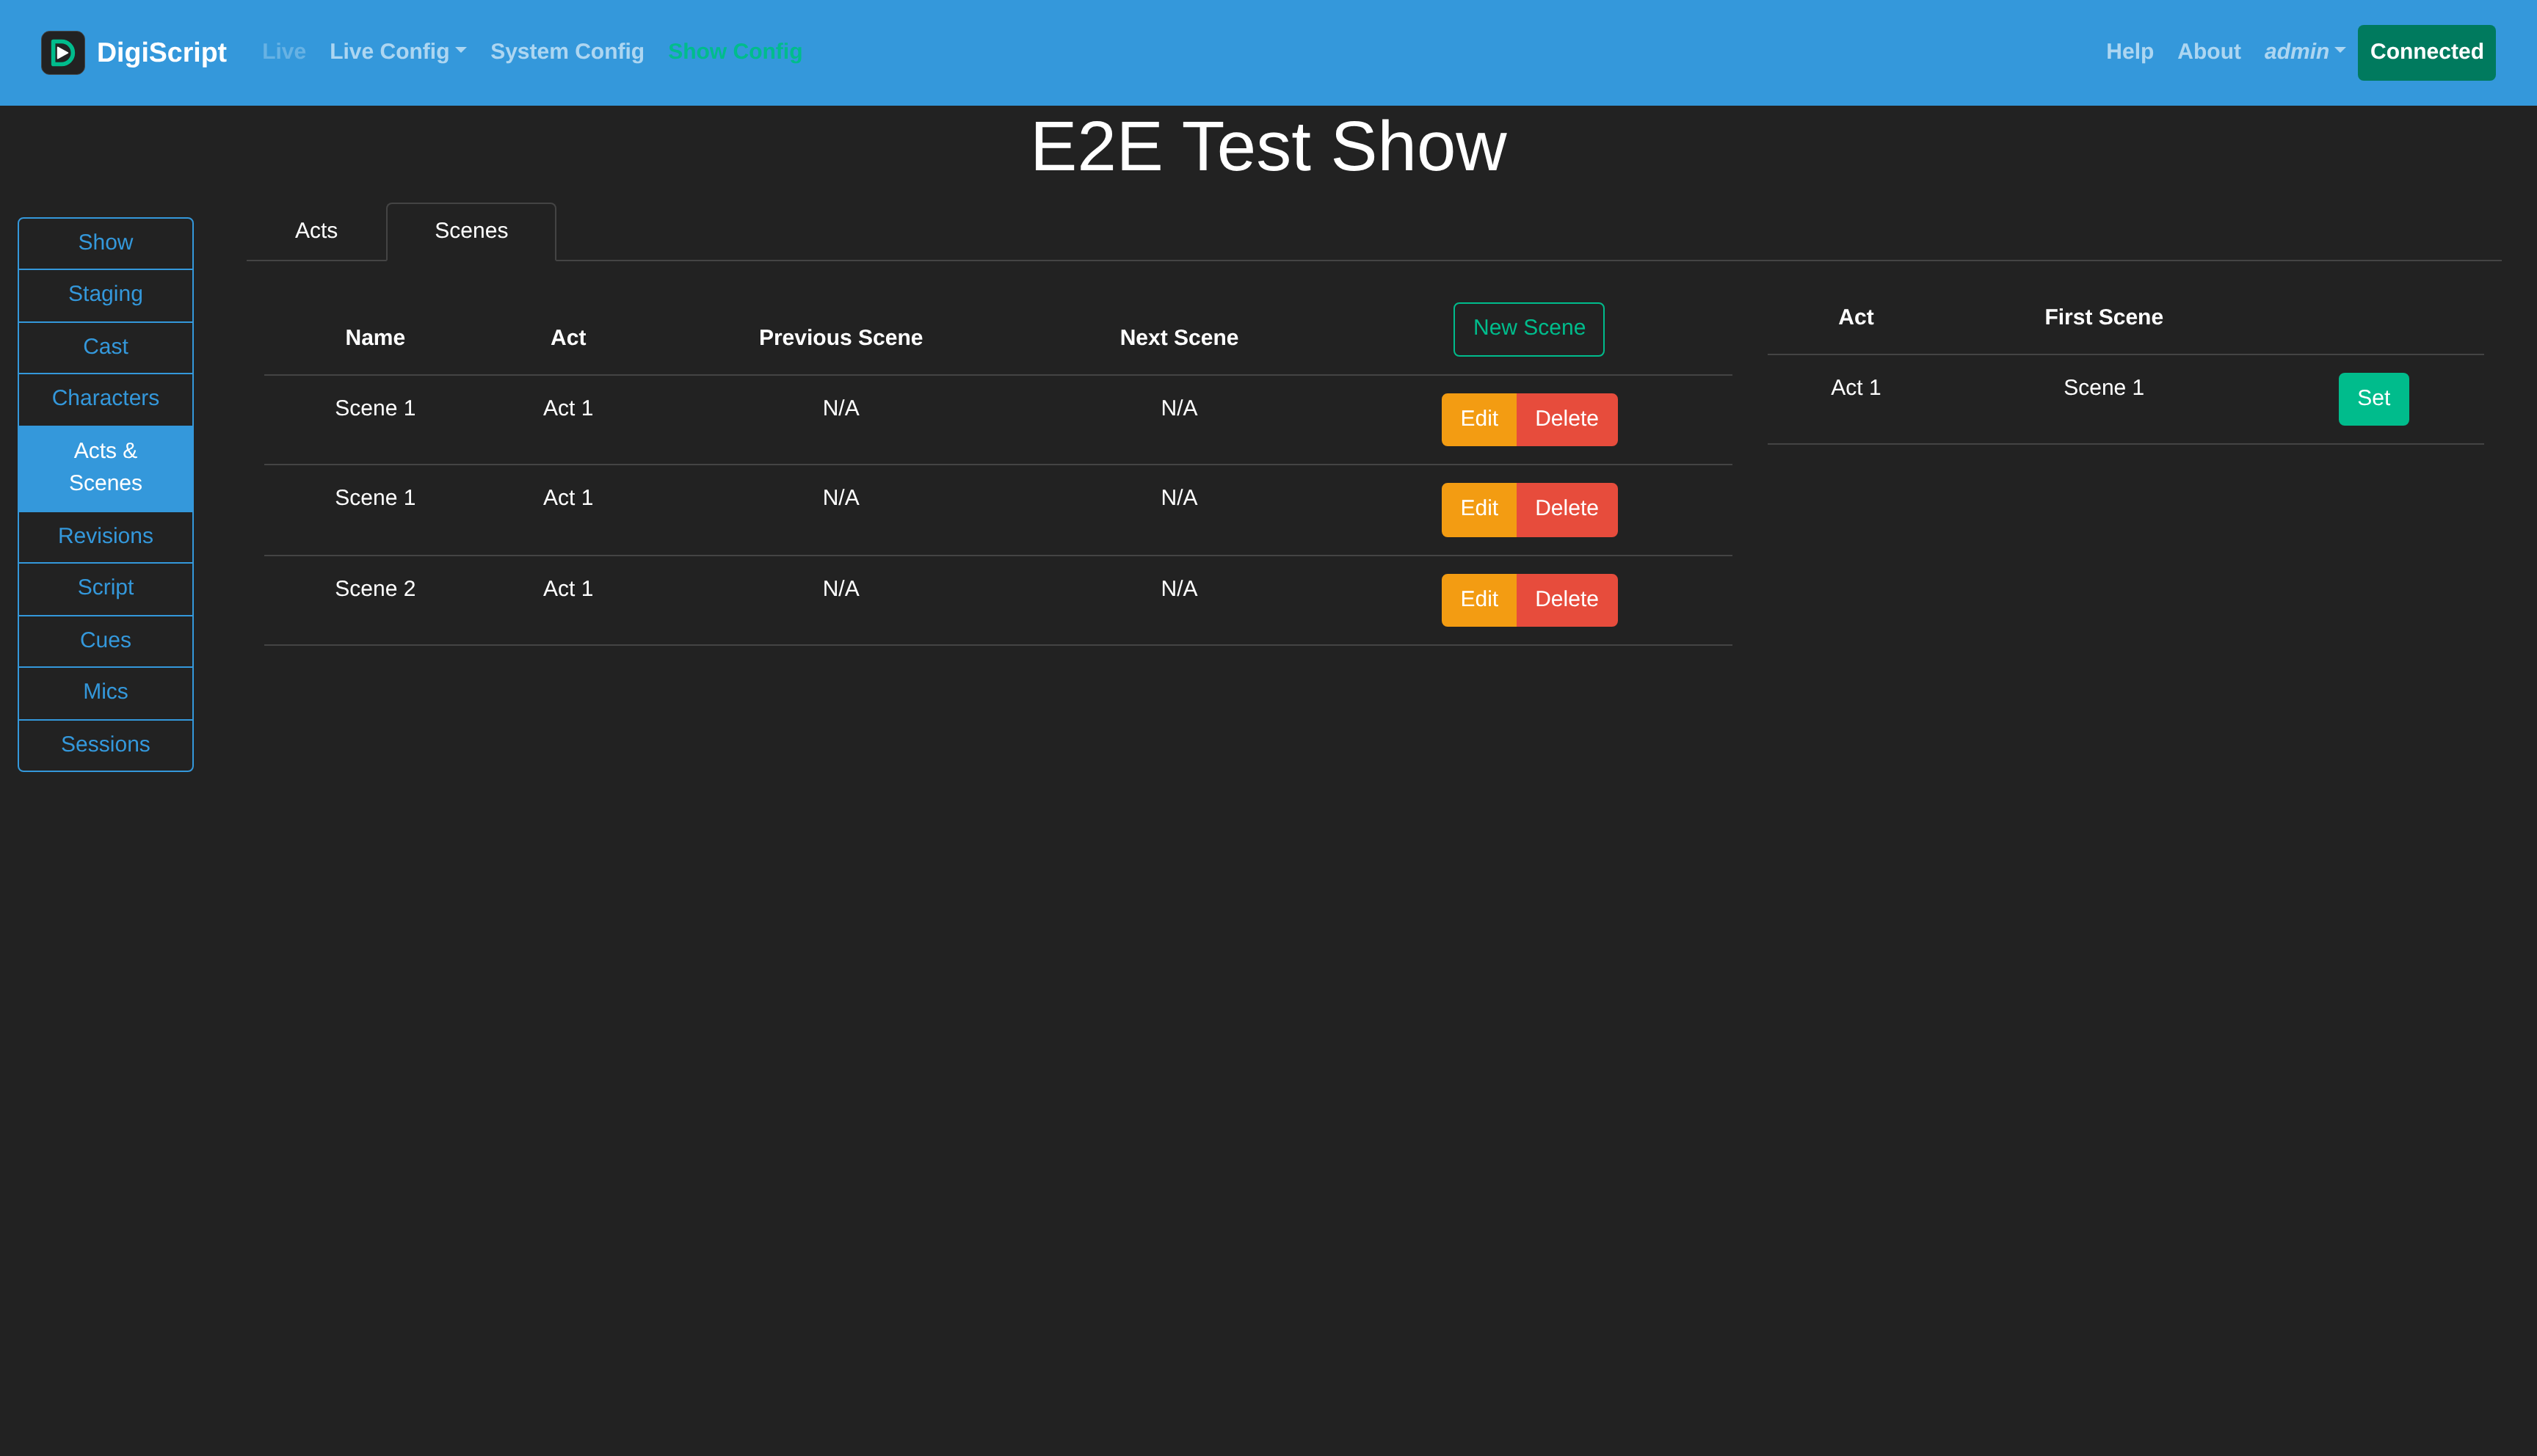 DigiScript Live Live Config System Config Show Config Help About admin Connected
E2E Test Show
Show
Staging
Cast
Characters
Acts &
Scenes
Revisions
Script
Cues
Mics
Sessions
Acts Scenes
Name Act Previous Scene Next Scene New Scene
Scene 1 Act 1 N/A N/A Edit Delete
Scene 1 Act 1 N/A N/A Edit Delete
Scene 2 Act 1 N/A N/A Edit Delete
Act First Scene
Act 1 Scene 1 Set